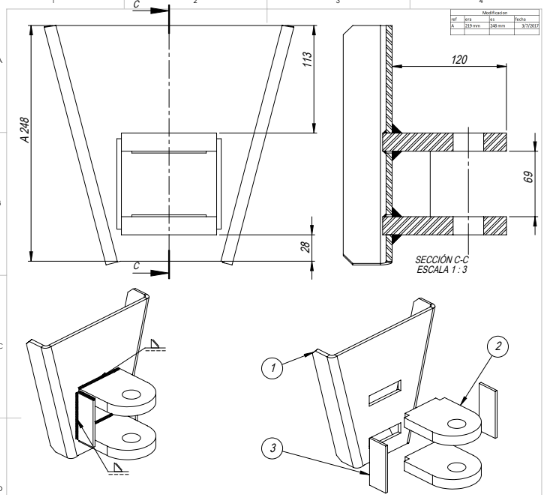 1
2
3
4
C
Modificación
ref
era
es
Fecha
A
219 mm
248 mm
3/7/2017
A 248
113
120
69
28
C
SECCIÓN C-C
ESCALA 1 : 3
C
1
2
3